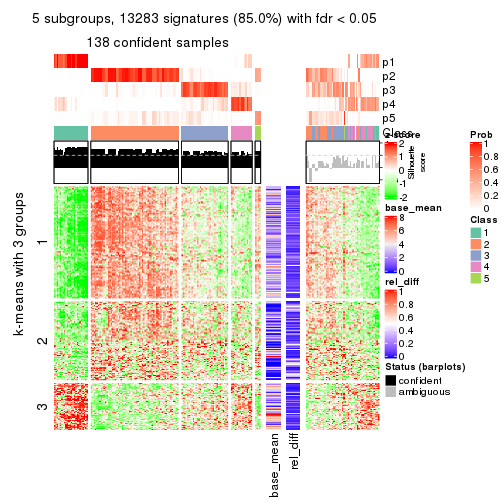 5 subgroups, 13283 signatures (85.0%) with fdr < 0.05
138 confident samples
p1
p2
p3
p4
p5
Class
z-score
2
1
0
-1
-2
Silhouette
score
Prob
1
0.8
0.6
0.4
0.2
0
Class
1
2
3
4
5
base_mean
8
6
4
2
0
rel_diff
1
0.8
0.6
0.4
0.2
0
Status (barplots)
confident
ambiguous
k-means with 3 groups
1
2
3
base_mean
rel_diff